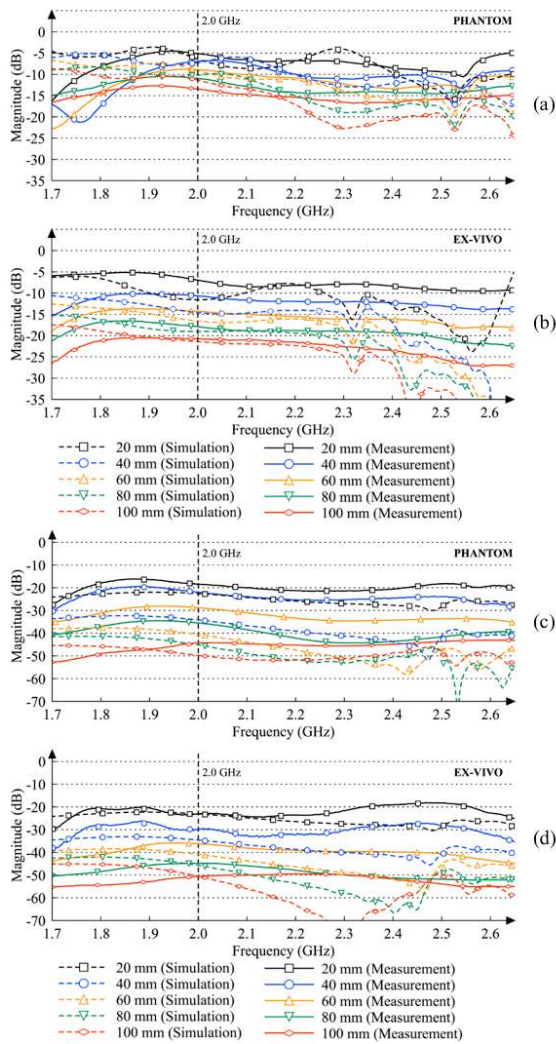 PHANTOM
2.0 GHz
5
0
-5
-10
-15
-20
-25
-30
-35
Magnitude (dB)
1.7 1.8 1.9 2.0 2.1 2.2 2.3 2.4 2.5 2.6
Frequency (GHz)
(a)
EX-VIVO
2.0 GHz
5
0
-5
-10
-15
-20
-25
-30
-35
Magnitude (dB)
1.7 1.8 1.9 2.0 2.1 2.2 2.3 2.4 2.5 2.6
Frequency (GHz)
(b)
20 mm (Simulation) 20 mm (Measurement)
40 mm (Simulation) 40 mm (Measurement)
60 mm (Simulation) 60 mm (Measurement)
80 mm (Simulation) 80 mm (Measurement)
100 mm (Simulation) 100 mm (Measurement)
PHANTOM
2.0 GHz
0
-10
-20
-30
-40
-50
-60
-70
Magnitude (dB)
1.7 1.8 1.9 2.0 2.1 2.2 2.3 2.4 2.5 2.6
Frequency (GHz)
(c)
EX-VIVO
2.0 GHz
0
-10
-20
-30
-40
-50
-60
-70
Magnitude (dB)
1.7 1.8 1.9 2.0 2.1 2.2 2.3 2.4 2.5 2.6
Frequency (GHz)
(d)
20 mm (Simulation) 20 mm (Measurement)
40 mm (Simulation) 40 mm (Measurement)
60 mm (Simulation) 60 mm (Measurement)
80 mm (Simulation) 80 mm (Measurement)
100 mm (Simulation) 100 mm (Measurement)